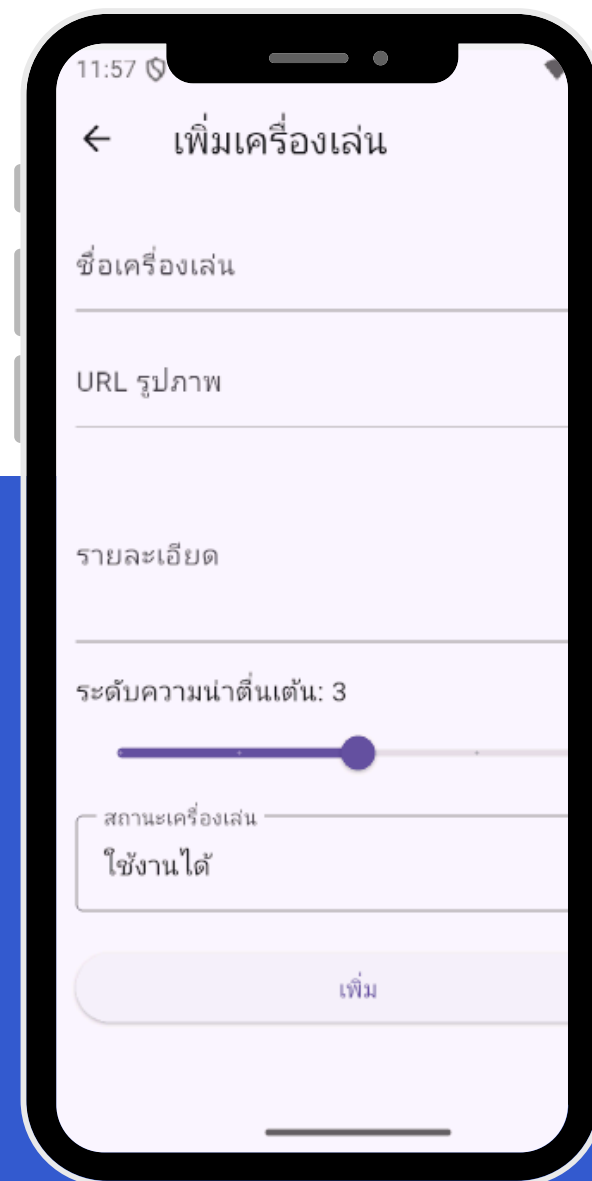 11:57
เพิ่มเครื่องเล่น
ชื่อเครื่องเล่น
URL รูปภาพ
รายละเอียด
ระดับความน่าตื่นเต้น: 3
สถานะเครื่องเล่น
ใช้งานได้
เพิ่ม